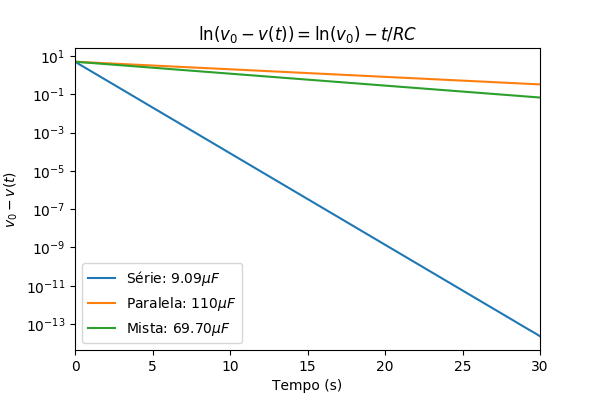 ln(v₀ − v(t)) = ln(v₀) − t/RC
v₀ − v(t)
10¹
10⁻¹
10⁻³
10⁻⁵
10⁻⁷
10⁻⁹
10⁻¹¹
10⁻¹³
Série: 9.09μF
Paralela: 110μF
Mista: 69.70μF
0 5 10 15 20 25 30
Tempo (s)